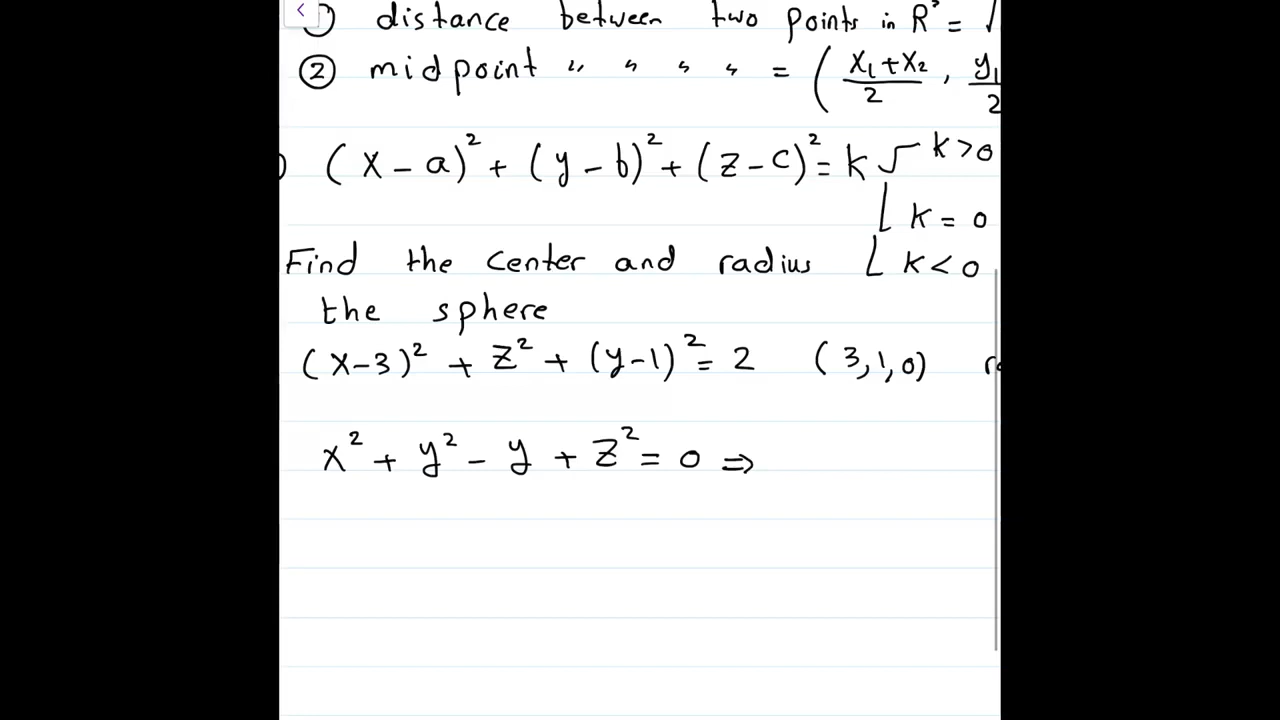 ① distance between two points in R³ = √
② midpoint " " " " = ( x₁+x₂/2 , y₁/2
) (x-a)² + (y-b)² + (z-c)² = k k>0
k = 0
Find the center and radius k<0
the sphere
(x-3)² + z² + (y-1)² = 2 (3,1,0)
x² + y² - y + z² = 0 ⇒